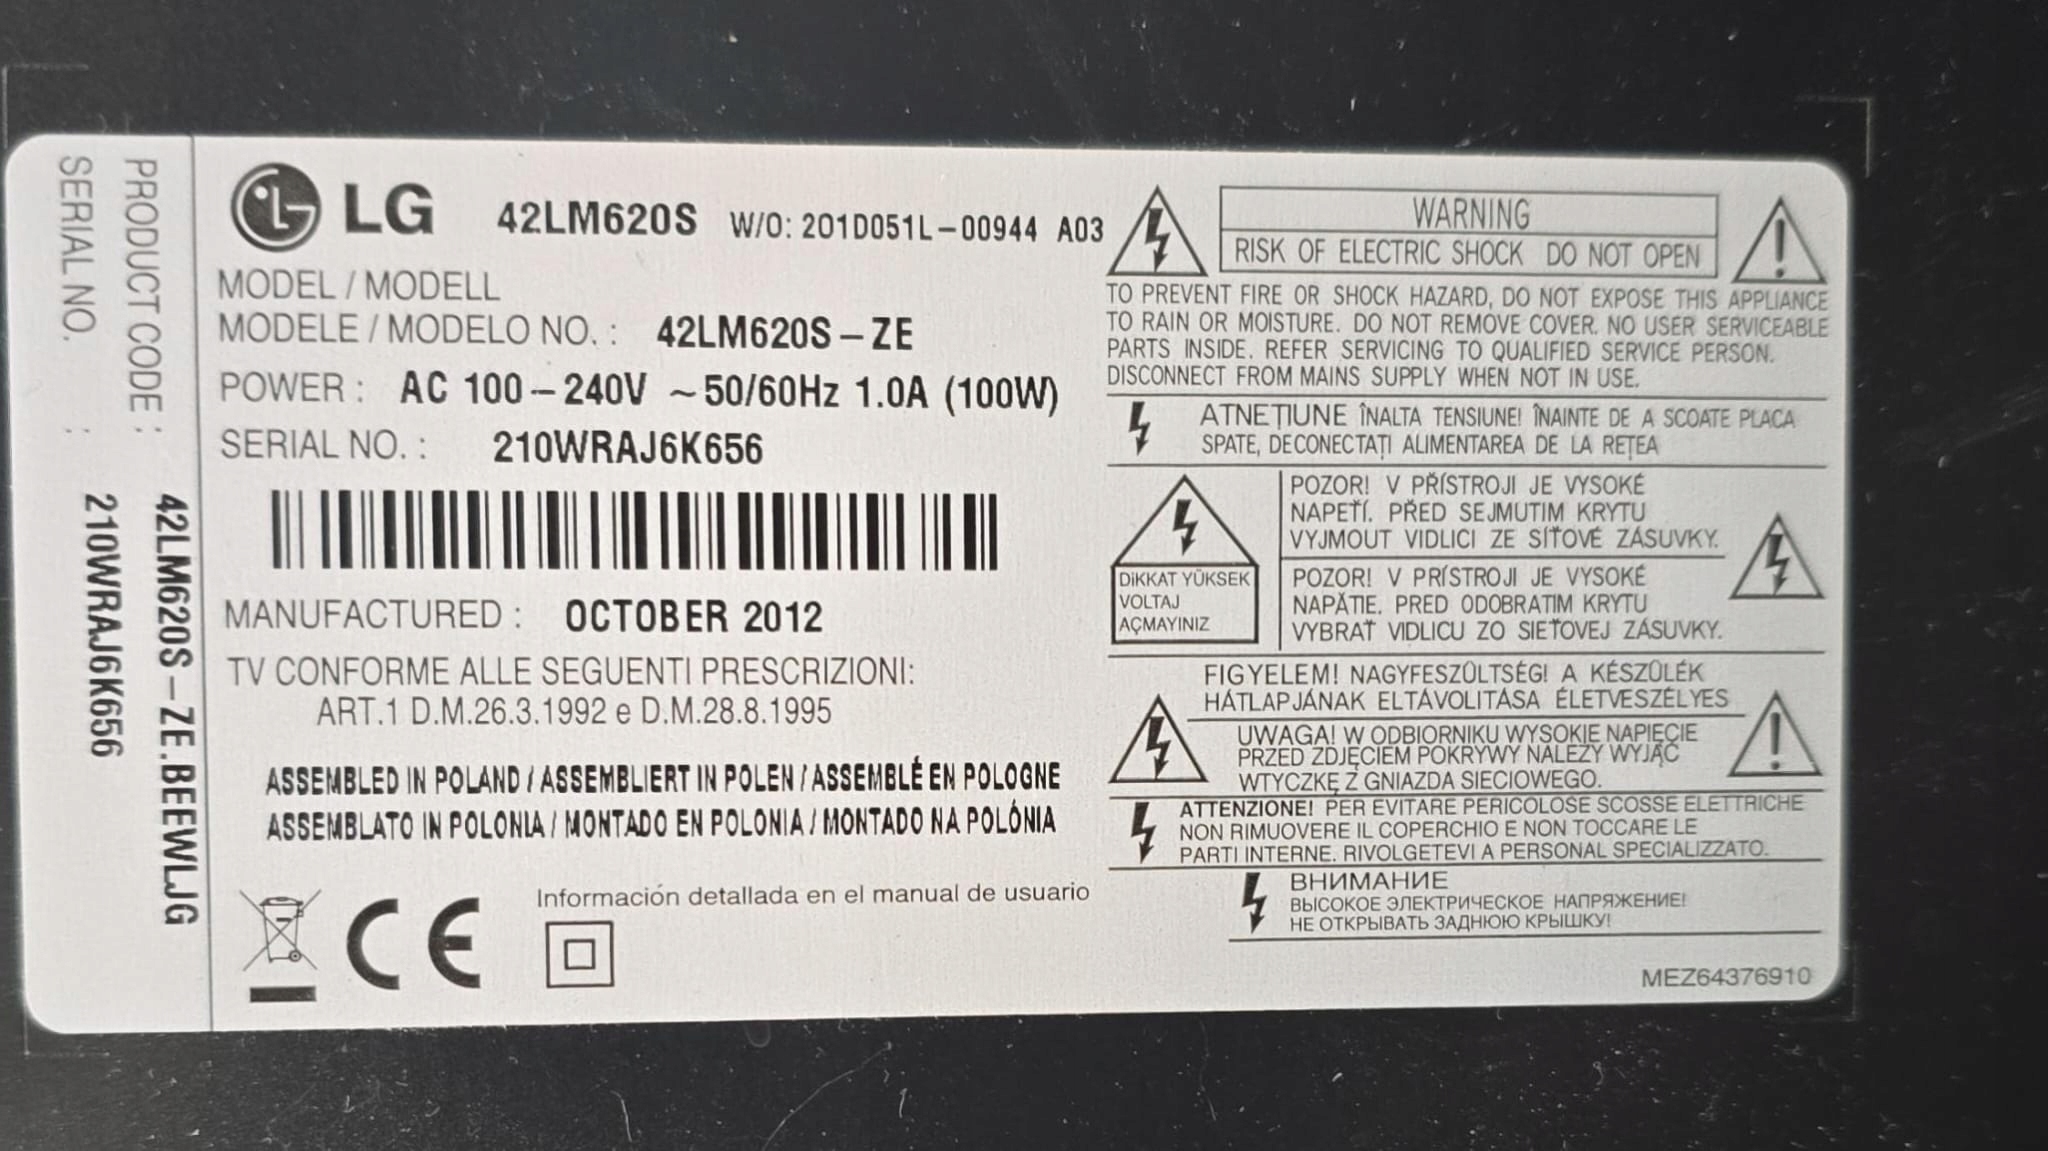 PRODUCT CODE : 42LM620S-ZE.BEEWLJG
SERIAL NO. : 210WRAJ6K656
LG 42LM620S W/O: 201D051L-00944 A03
MODEL / MODELL
MODELE / MODELO NO. : 42LM620S-ZE
POWER : AC 100-240V ~50/60Hz 1.0A (100W)
SERIAL NO. : 210WRAJ6K656
MANUFACTURED : OCTOBER 2012
TV CONFORME ALLE SEGUENTI PRESCRIZIONI:
ART.1 D.M.26.3.1992 e D.M.28.8.1995
ASSEMBLED IN POLAND / ASSEMBLIERT IN POLEN / ASSEMBLÉ EN POLOGNE
ASSEMBLATO IN POLONIA / MONTADO EN POLONIA / MONTADO NA POLÓNIA
CE
Información detallada en el manual de usuario
WARNING
RISK OF ELECTRIC SHOCK DO NOT OPEN
TO PREVENT FIRE OR SHOCK HAZARD, DO NOT EXPOSE THIS APPLIANCE
TO RAIN OR MOISTURE. DO NOT REMOVE COVER. NO USER SERVICEABLE
PARTS INSIDE. REFER SERVICING TO QUALIFIED SERVICE PERSON.
DISCONNECT FROM MAINS SUPPLY WHEN NOT IN USE.
ATNEȚIUNE ÎNALTA TENSIUNE! ÎNAINTE DE A SCOATE PLACA
SPATE, DECONECTAȚI ALIMENTAREA DE LA REȚEA
DİKKAT YÜKSEK
VOLTAJ
AÇMAYINIZ
POZOR! V PŘÍSTROJI JE VYSOKÉ
NAPEŤÍ. PŘED SEJMUTIM KRYTU
VYJMOUT VIDLICI ZE SÍŤOVÉ ZÁSUVKY.
POZOR! V PRÍSTROJI JE VYSOKÉ
NAPÄTIE. PRED ODOBRATIM KRYTU
VYBRAŤ VIDLICU ZO SIEŤOVEJ ZÁSUVKY.
FIGYELEM! NAGYFESZÜLTSÉG! A KÉSZÜLÉK
HÁTLAPJÁNAK ELTÁVOLITÁSA ÉLETVESZÉLYES
UWAGA! W ODBIORNIKU WYSOKIE NAPIĘCIE
PRZED ZDJĘCIEM POKRYWY NALEZY WYJĄĆ
WTYCZKĘ Z GNIAZDA SIECIOWEGO.
ATTENZIONE! PER EVITARE PERICOLOSE SCOSSE ELETTRICHE
NON RIMUOVERE IL COPERCHIO E NON TOCCARE LE
PARTI INTERNE. RIVOLGETEVI A PERSONAL SPECIALIZZATO.
ВНИМАНИЕ
ВЫСОКОЕ ЭЛЕКТРИЧЕСКОЕ НАПРЯЖЕНИЕ!
НЕ ОТКРЫВАТЬ ЗАДНЮЮ КРЫШКУ!
MEZ64376910